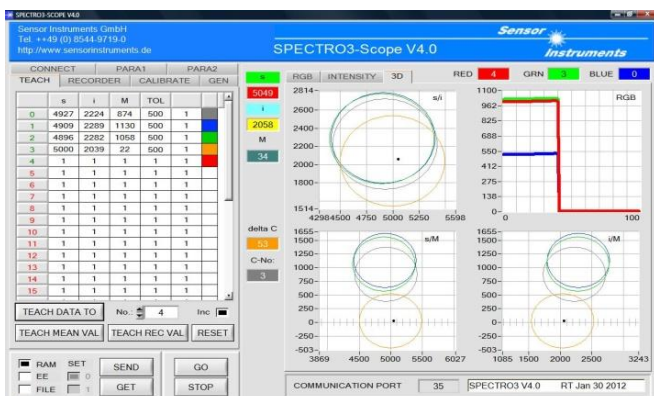 SPECTRO3-SCOPE V4.0
Sensor Instruments GmbH
Tel. ++49 (0) 8544-9719-0
http://www.sensorinstruments.de
SPECTRO3-Scope V4.0
Sensor
Instruments
CONNECT PARA1 PARA2
TEACH RECORDER CALIBRATE GEN
s i M TOL
0 4927 2224 874 500 1
1 4909 2289 1130 500 1
2 4896 2282 1058 500 1
3 5000 2039 22 500 1
4 1 1 1 1 1
5 1 1 1 1 1
6 1 1 1 1 1
7 1 1 1 1 1
8 1 1 1 1 1
9 1 1 1 1 1
10 1 1 1 1 1
11 1 1 1 1 1
12 1 1 1 1 1
13 1 1 1 1 1
14 1 1 1 1 1
15 1 1 1 1 1
TEACH DATA TO No.: 4 Inc
TEACH MEAN VAL TEACH REC VAL RESET
RAM SET
EE 0
FILE 1
SEND GO
GET STOP
s
5049
i
2058
M
34
delta C
53
C-No:
3
RGB INTENSITY 3D RED 4 GRN 3 BLUE 0
s/i
2814
2600
2400
2200
2000
1800
1514
4298 4500 4750 5000 5250 5698
RGB
1100
962
825
688
550
412
275
138
0
0 100
s/M
1655
1500
1250
1000
750
500
250
0
-250
-503
3869 4500 5000 5500 6027
i/M
1655
1500
1250
1000
750
500
250
0
-250
-503
1085 1500 2000 2500 3243
COMMUNICATION PORT 35 SPECTRO3 V4.0 RT Jan 30 2012